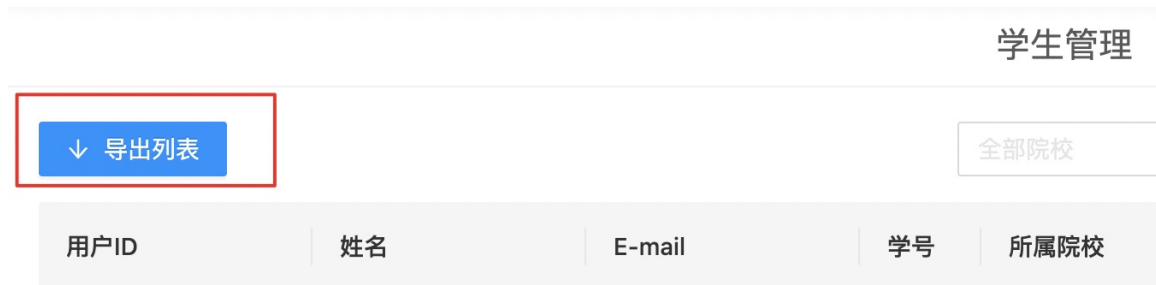 学生管理
导出列表
全部院校
用户ID 姓名 E-mail 学号 所属院校